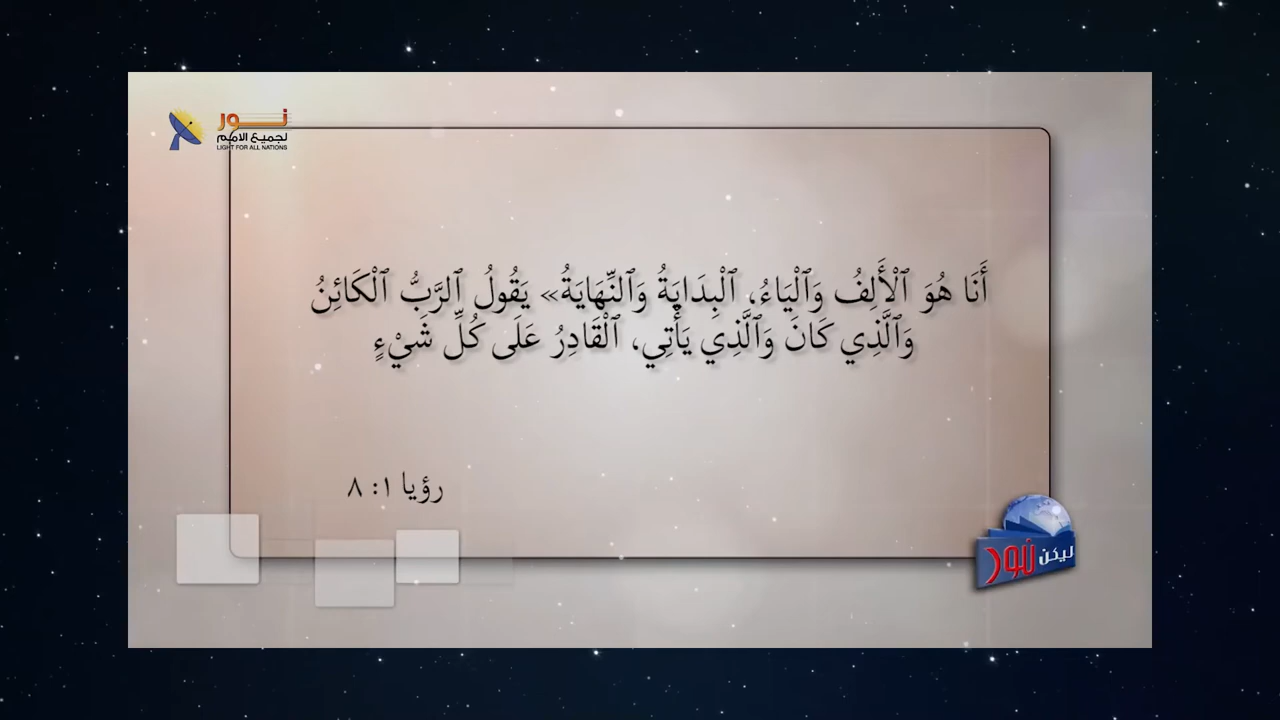 نور
لجميع الامم
LIGHT FOR ALL NATIONS
أَنَا هُوَ ٱلْأَلِفُ وَٱلْيَاءُ، ٱلْبِدَايَةُ وَٱلنِّهَايَةُ» يَقُولُ ٱلرَّبُّ ٱلْكَائِنُ
وَٱلَّذِي كَانَ وَٱلَّذِي يَأْتِي، ٱلْقَادِرُ عَلَى كُلِّ شَيْءٍ
رؤيا ١: ٨
ليكن نور